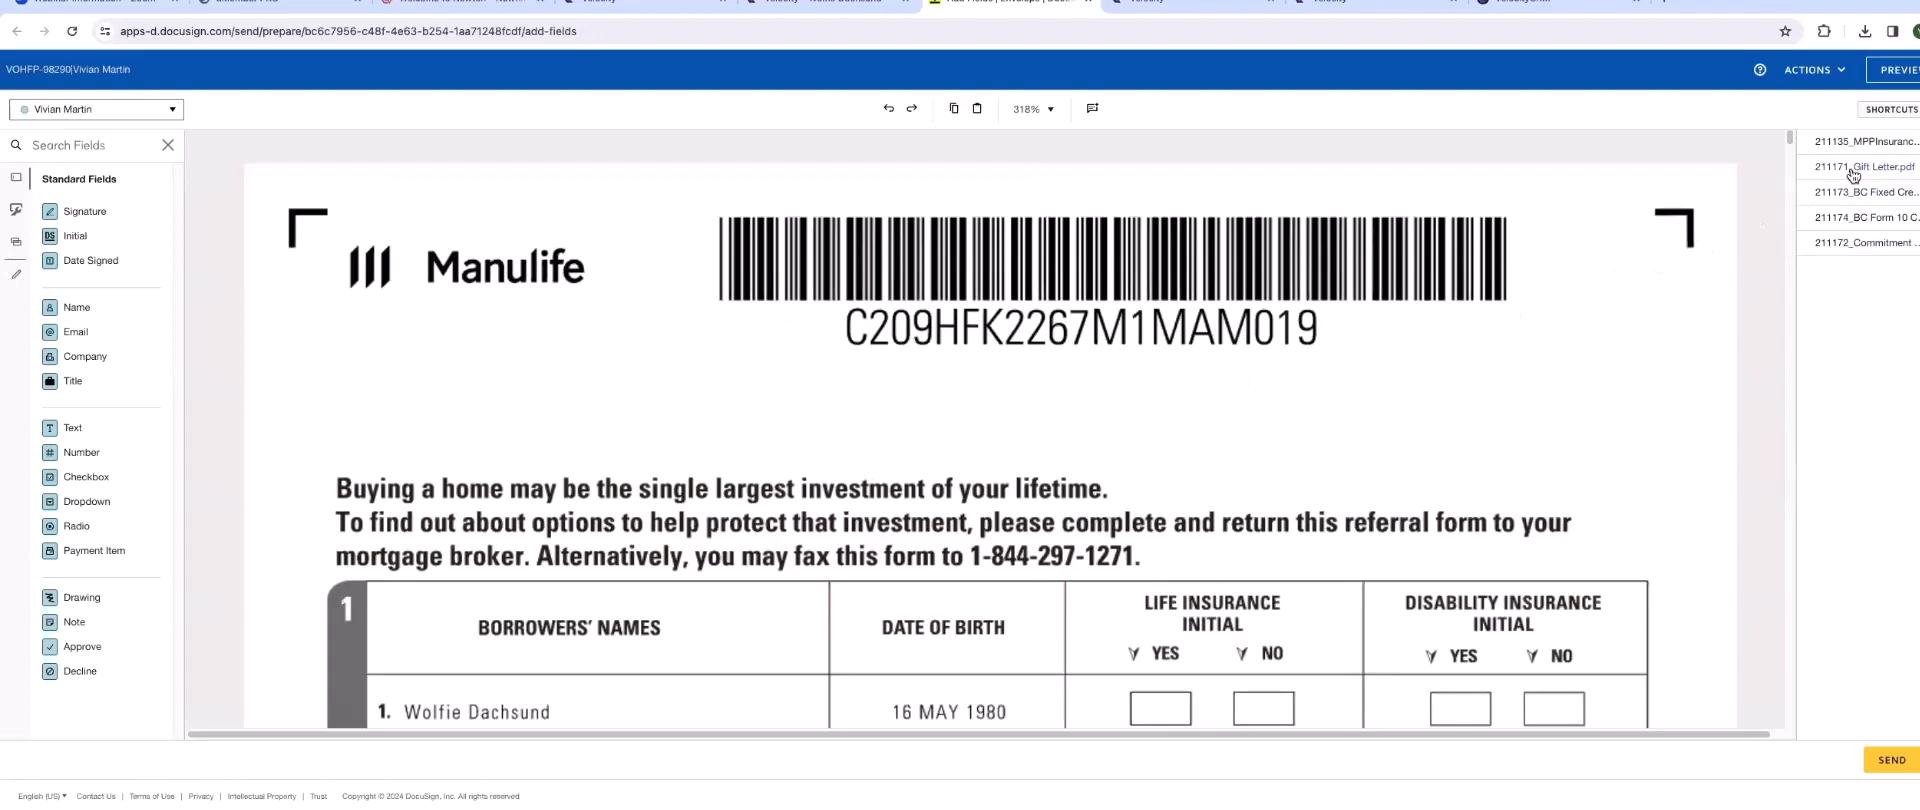 apps-d.docusign.com/send/prepare/bc6c7956-c48f-4e63-b254-1aa71248fcdf/add-fields
VOHFP-98290|Vivian Martin
ACTIONS
PREVIE
Vivian Martin
318%
SHORTCUTS
Search Fields
Standard Fields
Signature
Initial
Date Signed
Name
Email
Company
Title
Text
Number
Checkbox
Dropdown
Radio
Payment Item
Drawing
Note
Approve
Decline
Manulife
C209HFK2267M1MAM019
Buying a home may be the single largest investment of your lifetime.
To find out about options to help protect that investment, please complete and return this referral form to your
mortgage broker. Alternatively, you may fax this form to 1-844-297-1271.
1
BORROWERS' NAMES
DATE OF BIRTH
LIFE INSURANCE
INITIAL
YES NO
DISABILITY INSURANCE
INITIAL
YES NO
1. Wolfie Dachsund
16 MAY 1980
211135_MPPInsuranc...
211171_Gift Letter.pdf
211173_BC Fixed Cre...
211174_BC Form 10 C...
211172_Commitment ...
SEND
English (US) Contact Us | Terms of Use | Privacy | Intellectual Property | Trust Copyright © 2024 DocuSign, Inc. All rights reserved